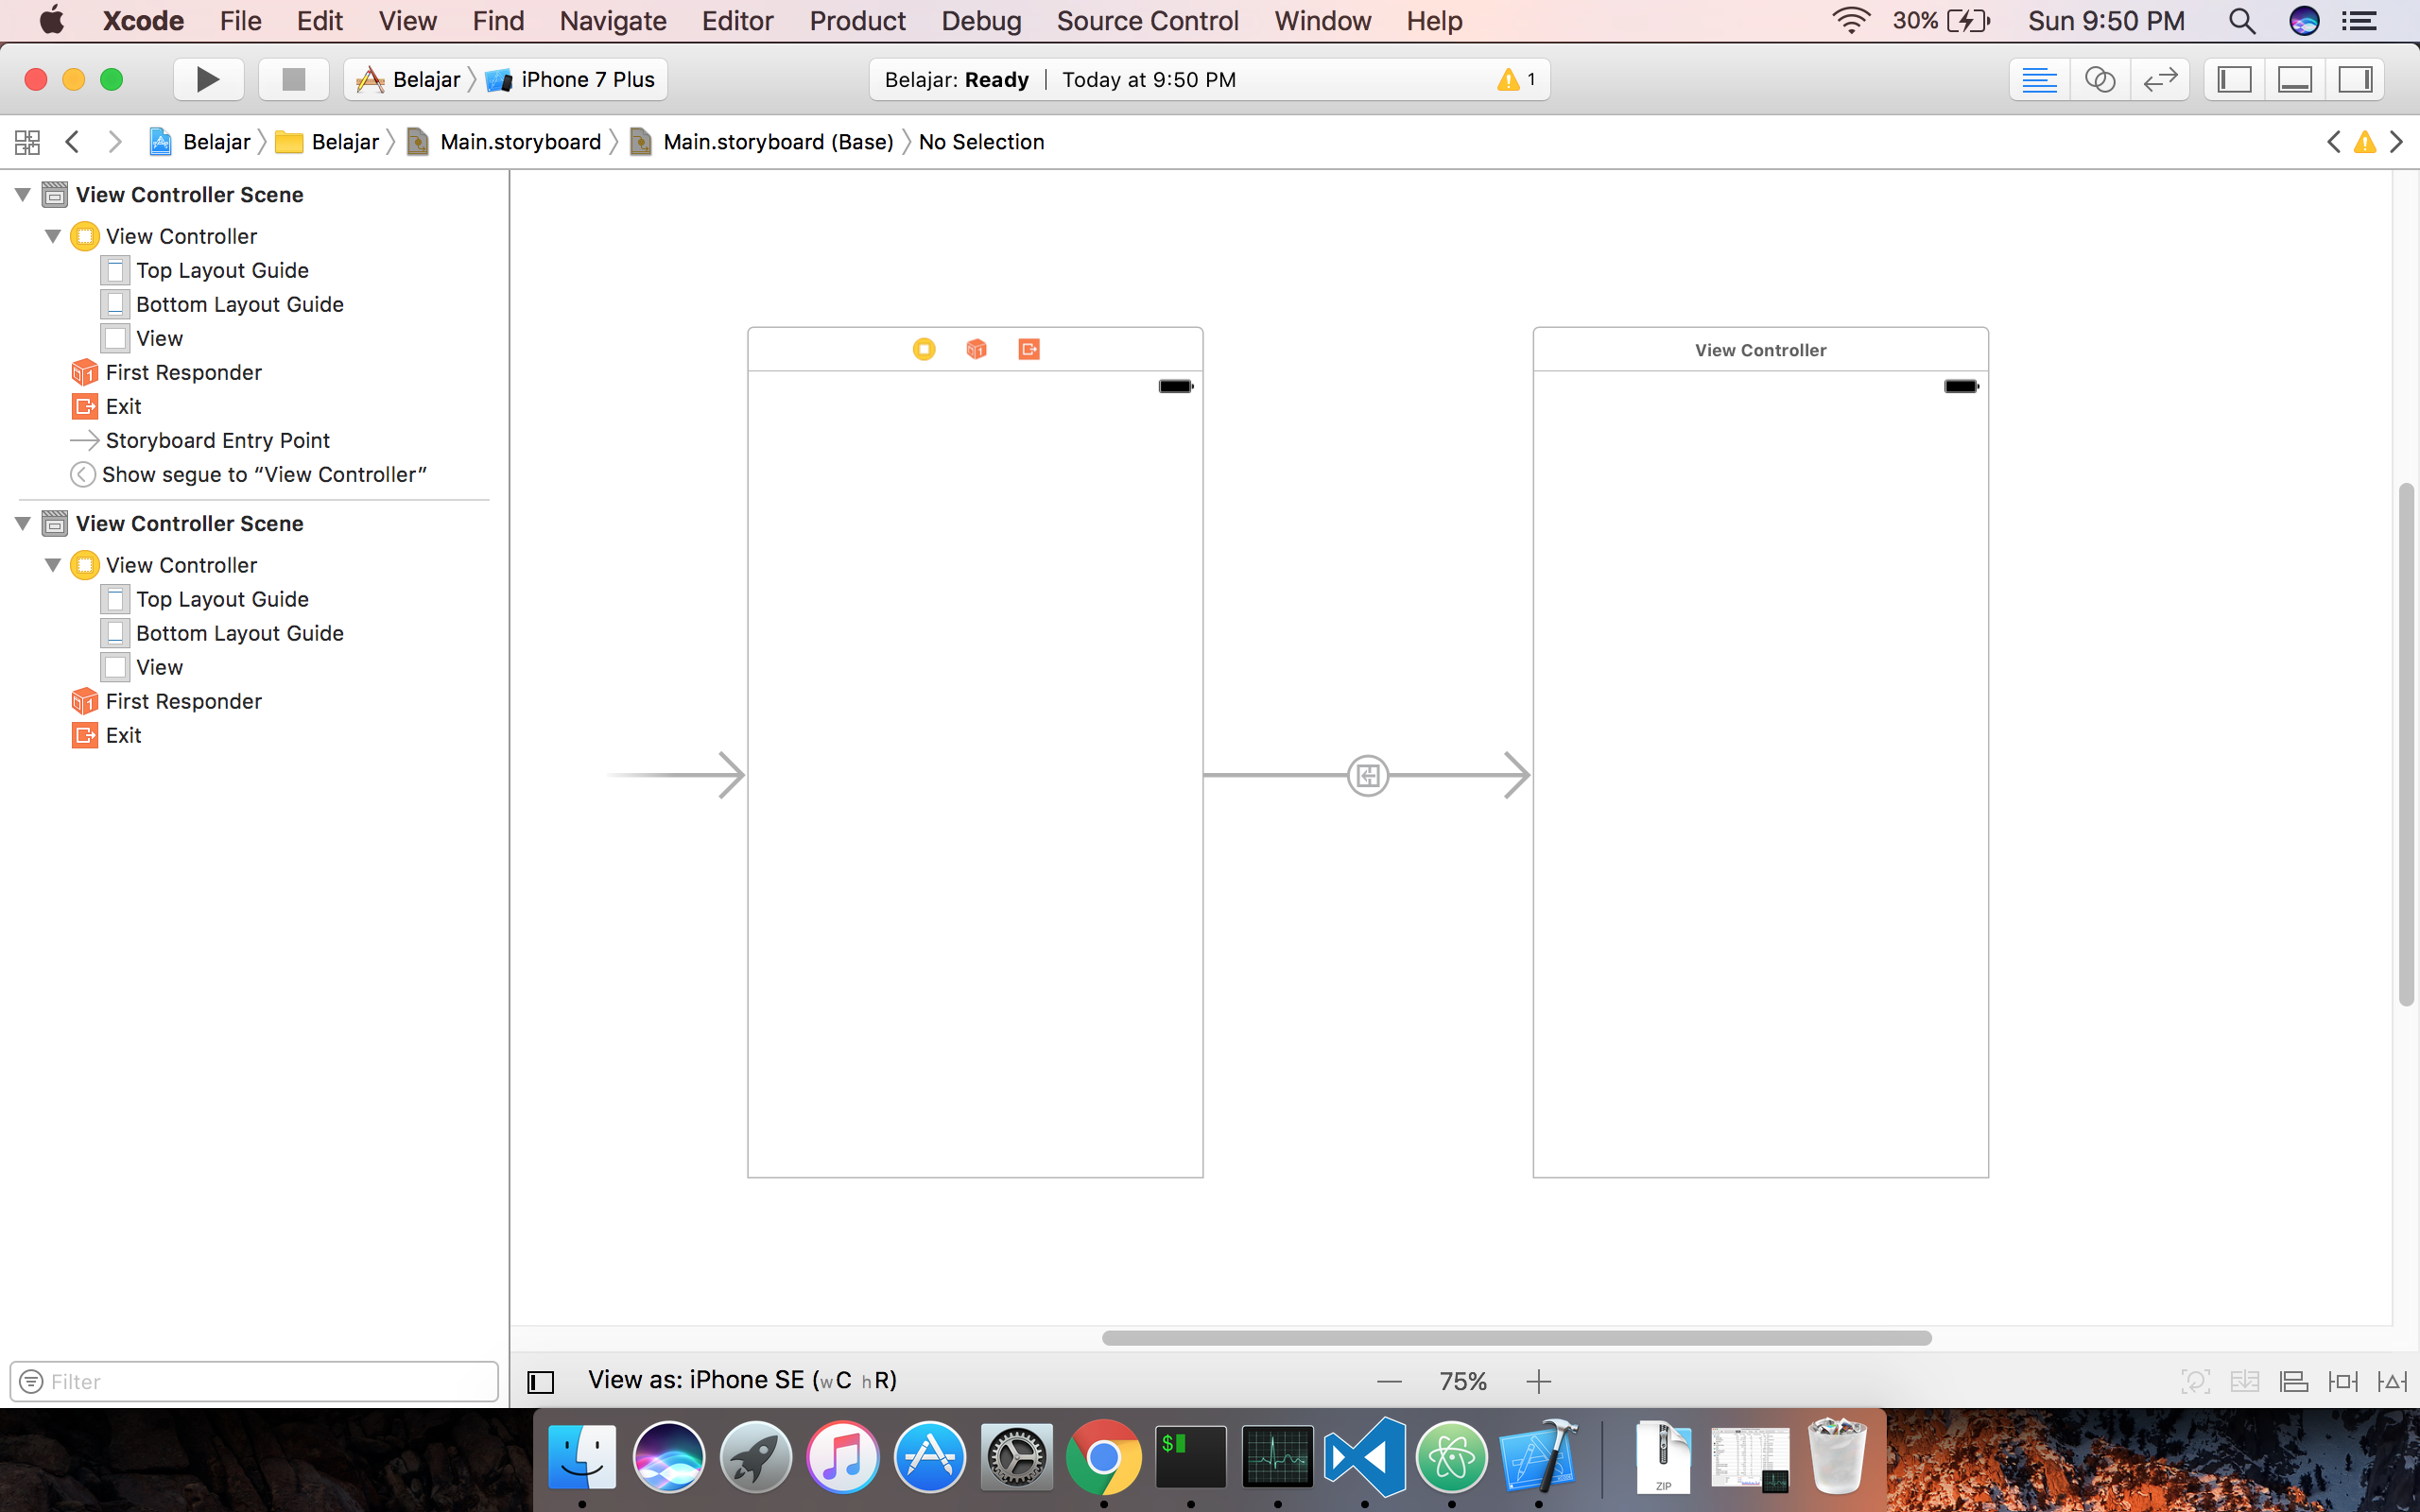 Xcode File Edit View Find Navigate Editor Product Debug Source Control Window Help 30% Sun 9:50 PM
Belajar iPhone 7 Plus Belajar: Ready Today at 9:50 PM 1
Belajar Belajar Main.storyboard Main.storyboard (Base) No Selection
View Controller Scene
View Controller
Top Layout Guide
Bottom Layout Guide
View
First Responder
Exit
Storyboard Entry Point
Show segue to “View Controller”
View Controller Scene
View Controller
Top Layout Guide
Bottom Layout Guide
View
First Responder
Exit
View Controller
Filter
View as: iPhone SE (wC hR) 75%
$
ZIP